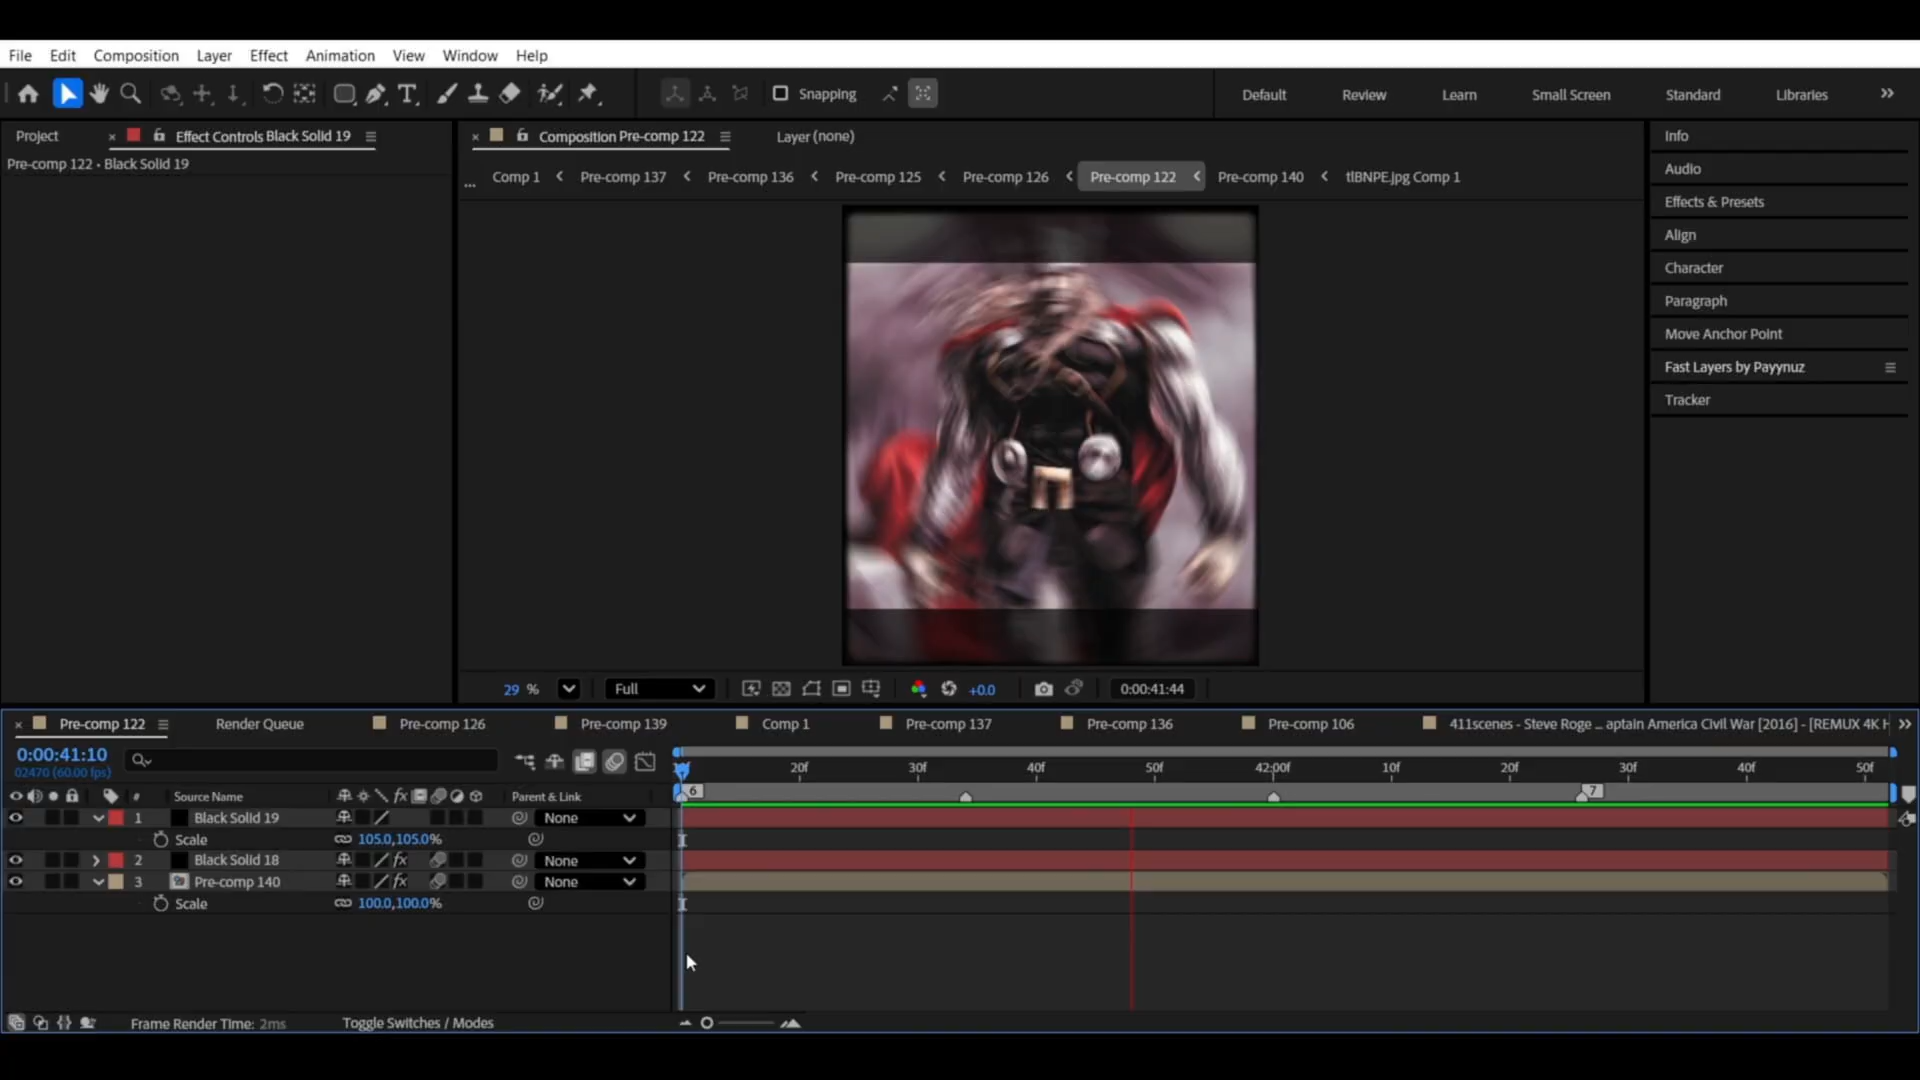 File Edit Composition Layer Effect Animation View Window Help
Snapping
Default Review Learn Small Screen Standard Libraries
Project Effect Controls Black Solid 19
Pre-comp 122 • Black Solid 19
Composition Pre-comp 122 Layer (none)
... Comp 1 Pre-comp 137 Pre-comp 136 Pre-comp 125 Pre-comp 126 Pre-comp 122 Pre-comp 140 tlBNPE.jpg Comp 1
Info
Audio
Effects & Presets
Align
Character
Paragraph
Move Anchor Point
Fast Layers by Payynuz
Tracker
29 % Full +0.0 0:00:41:44
Pre-comp 122 Render Queue Pre-comp 126 Pre-comp 139 Comp 1 Pre-comp 137 Pre-comp 136 Pre-comp 106 411scenes - Steve Roge ... aptain America Civil War [2016] - [REMUX 4K H
0:00:41:10
02470 (60.00 fps)
20f 30f 40f 50f 42:00f 10f 20f 30f 40f 50f
6 7
# Source Name fx Parent & Link
1 Black Solid 19 None
Scale 105.0,105.0%
2 Black Solid 18 fx None
3 Pre-comp 140 fx None
Scale 100.0,100.0%
Frame Render Time: 2ms Toggle Switches / Modes